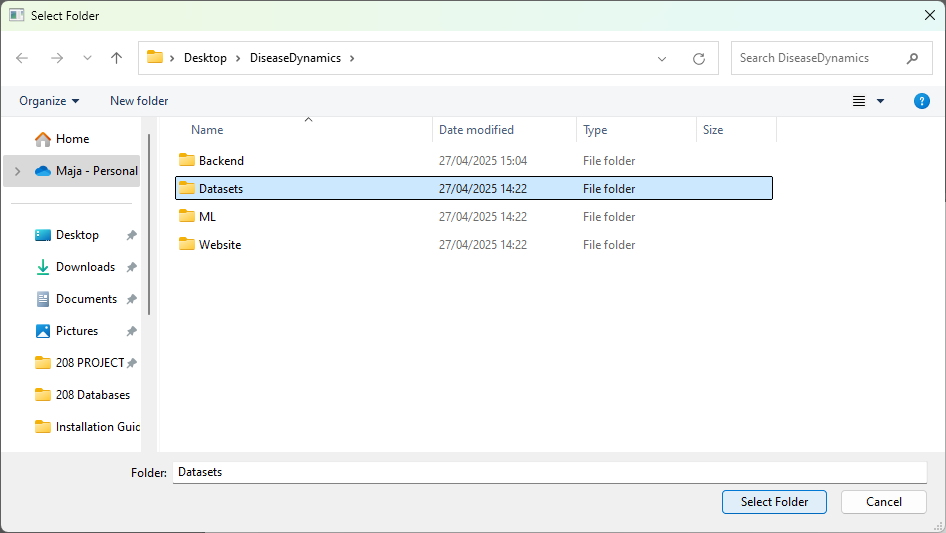 Select Folder
Desktop > DiseaseDynamics >
Search DiseaseDynamics
Organize
New folder
?
Home
Maja - Personal
Desktop
Downloads
Documents
Pictures
208 PROJECT
208 Databases
Installation Guid
Name Date modified Type Size
Backend 27/04/2025 15:04 File folder
Datasets 27/04/2025 14:22 File folder
ML 27/04/2025 14:22 File folder
Website 27/04/2025 14:22 File folder
Folder: Datasets
Select Folder
Cancel